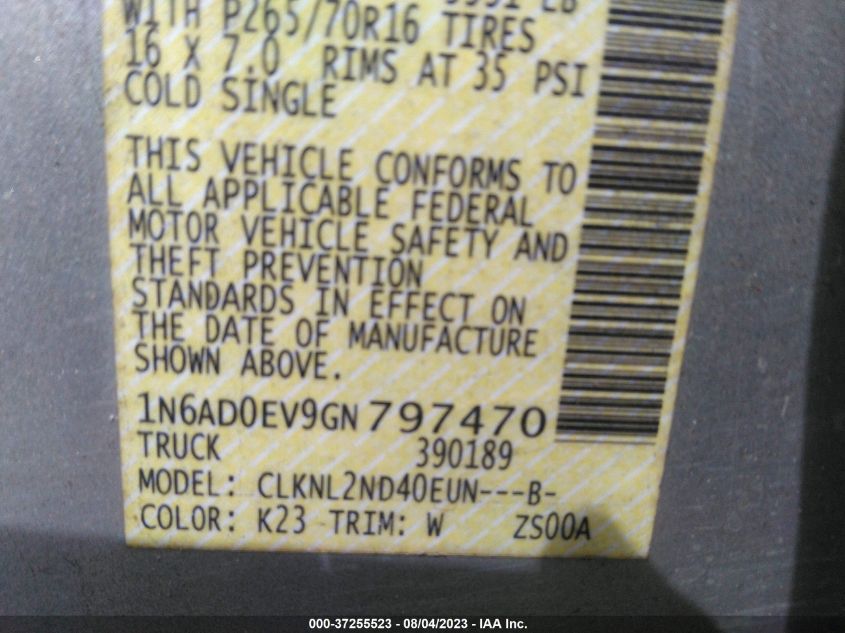 WITH P265/70R16 TIRES
16 X 7.0 RIMS AT 35 PSI
COLD SINGLE
THIS VEHICLE CONFORMS TO
ALL APPLICABLE FEDERAL
MOTOR VEHICLE SAFETY AND
THEFT PREVENTION
STANDARDS IN EFFECT ON
THE DATE OF MANUFACTURE
SHOWN ABOVE.
1N6AD0EV9GN797470
TRUCK 390189
MODEL: CLKNL2ND40EUN---B-
COLOR: K23 TRIM: W ZS00A
000-37255523 - 08/04/2023 - IAA Inc.